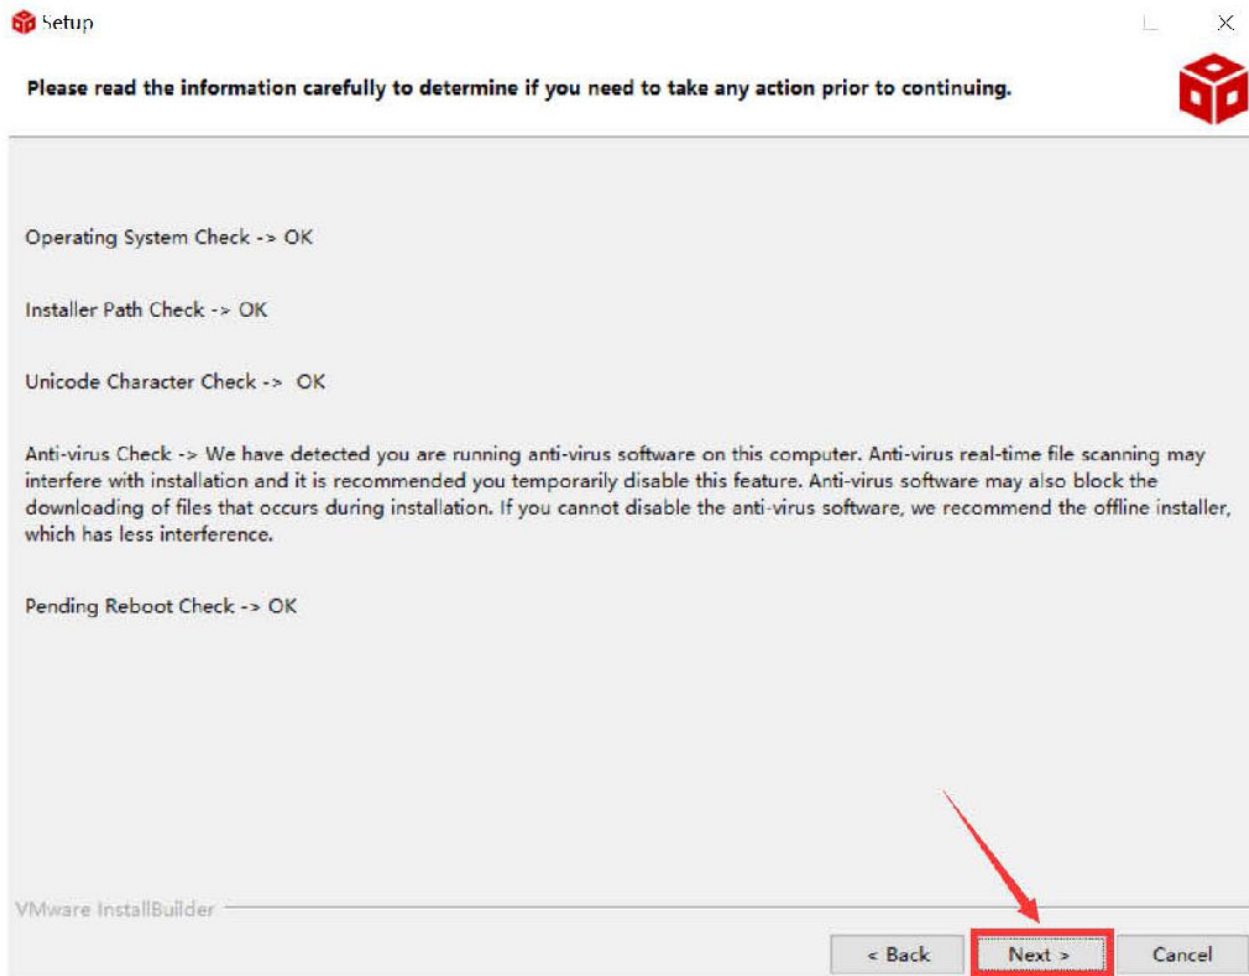 Setup
Please read the information carefully to determine if you need to take any action prior to continuing.
Operating System Check -> OK
Installer Path Check -> OK
Unicode Character Check ->  OK
Anti-virus Check -> We have detected you are running anti-virus software on this computer. Anti-virus real-time file scanning may
interfere with installation and it is recommended you temporarily disable this feature. Anti-virus software may also block the
downloading of files that occurs during installation. If you cannot disable the anti-virus software, we recommend the offline installer,
which has less interference.
Pending Reboot Check -> OK
VMware InstallBuilder
< Back
Next >
Cancel